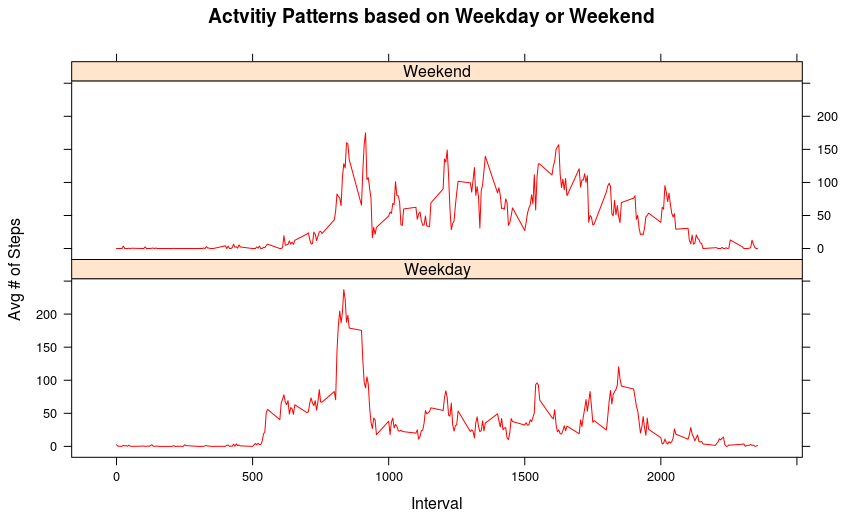 Actvitiy Patterns based on Weekday or Weekend
Weekend
200
150
100
50
0
Weekday
200
150
100
50
0
0 500 1000 1500 2000
Interval
Avg # of Steps